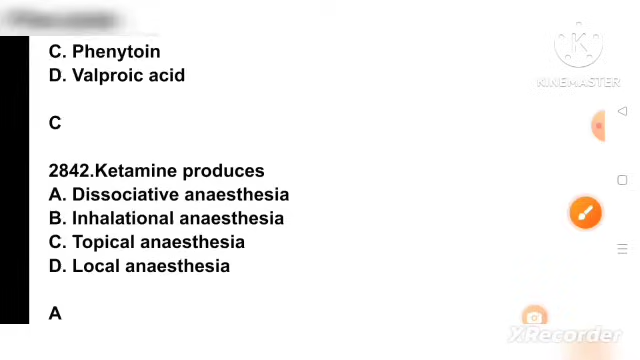 C. Phenytoin
D. Valproic acid
C
2842.Ketamine produces
A. Dissociative anaesthesia
B. Inhalational anaesthesia
C. Topical anaesthesia
D. Local anaesthesia
A
K
KINEMASTER
XRecorder